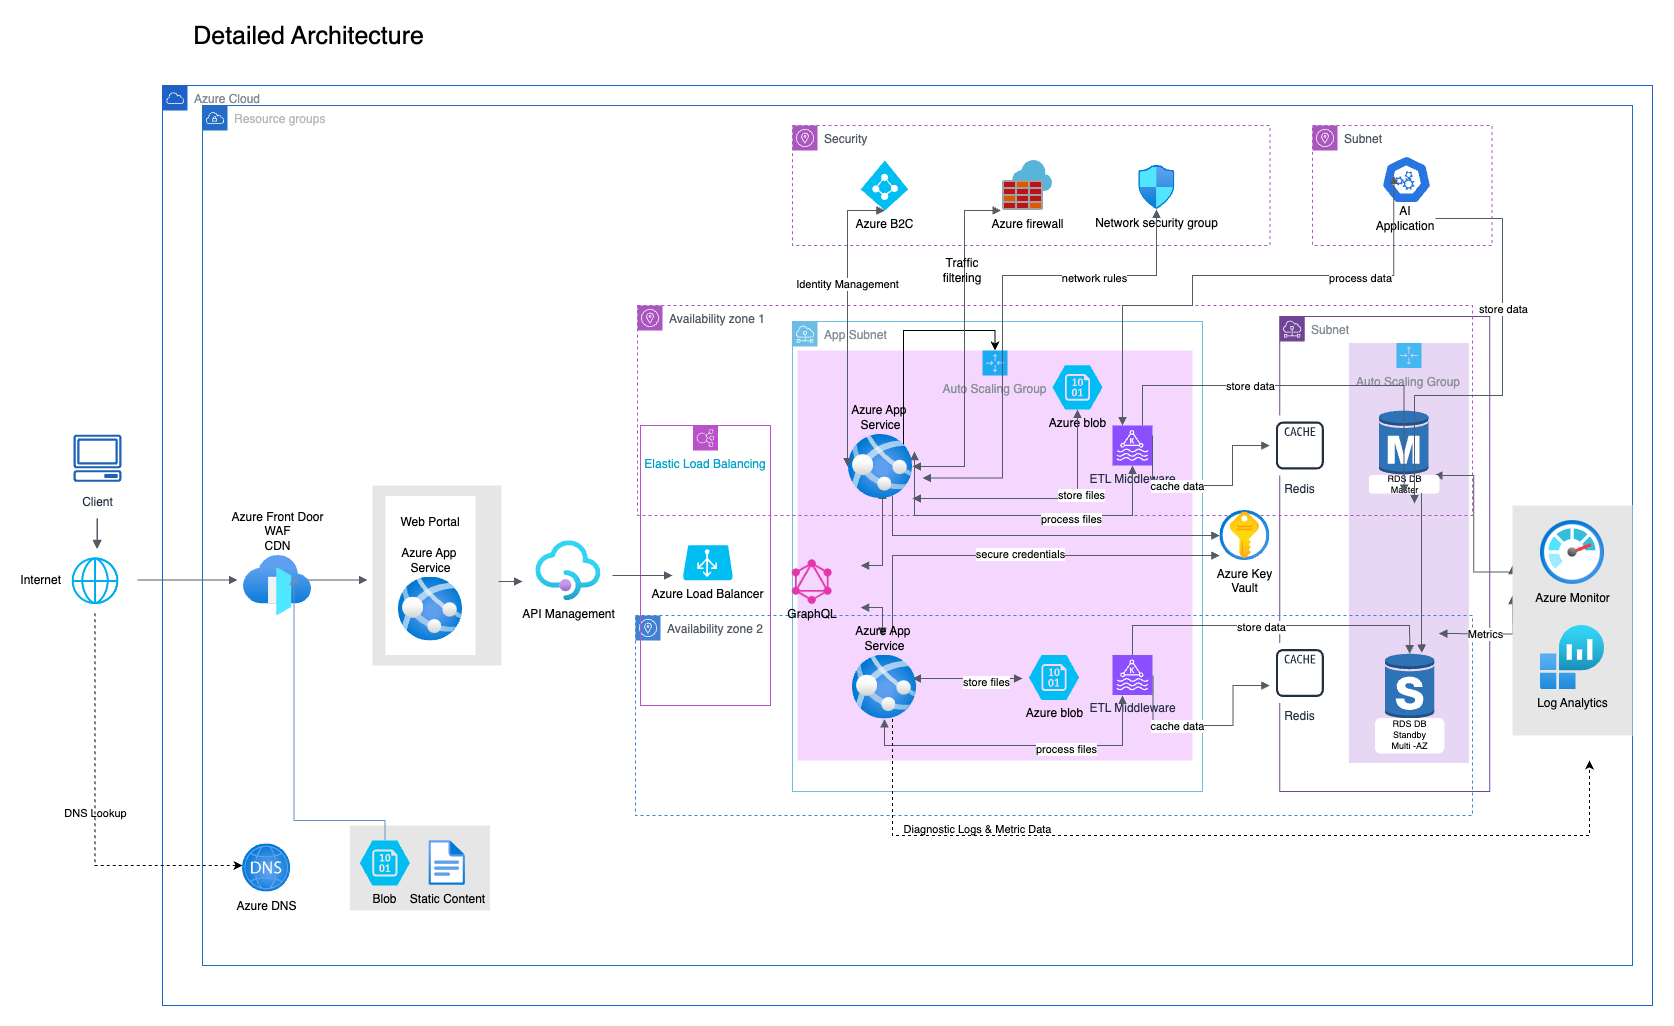 Detailed Architecture
Azure Cloud
Resource groups
Security
Azure B2C
Azure firewall
Network security group
Subnet
AI
Application
Traffic
filtering
Identity Management
network rules
process data
store data
Availability zone 1
App Subnet
Subnet
Auto Scaling Group
Auto Scaling Group
Azure App
Service
10
01
Azure blob
store data
CACHE
Redis
M
RDS DB
Master
Elastic Load Balancing
K
ETL Middleware
cache data
store files
process files
Client
Internet
Azure Front Door
WAF
CDN
Web Portal
Azure App
Service
API Management
Azure Load Balancer
secure credentials
Azure Key
Vault
GraphQL
Azure Monitor
Availability zone 2
Azure App
Service
store data
Metrics
store files
10
01
Azure blob
K
ETL Middleware
cache data
process files
CACHE
Redis
S
RDS DB
Standby
Multi -AZ
Log Analytics
DNS Lookup
Diagnostic Logs & Metric Data
DNS
Azure DNS
10
01
Blob
Static Content